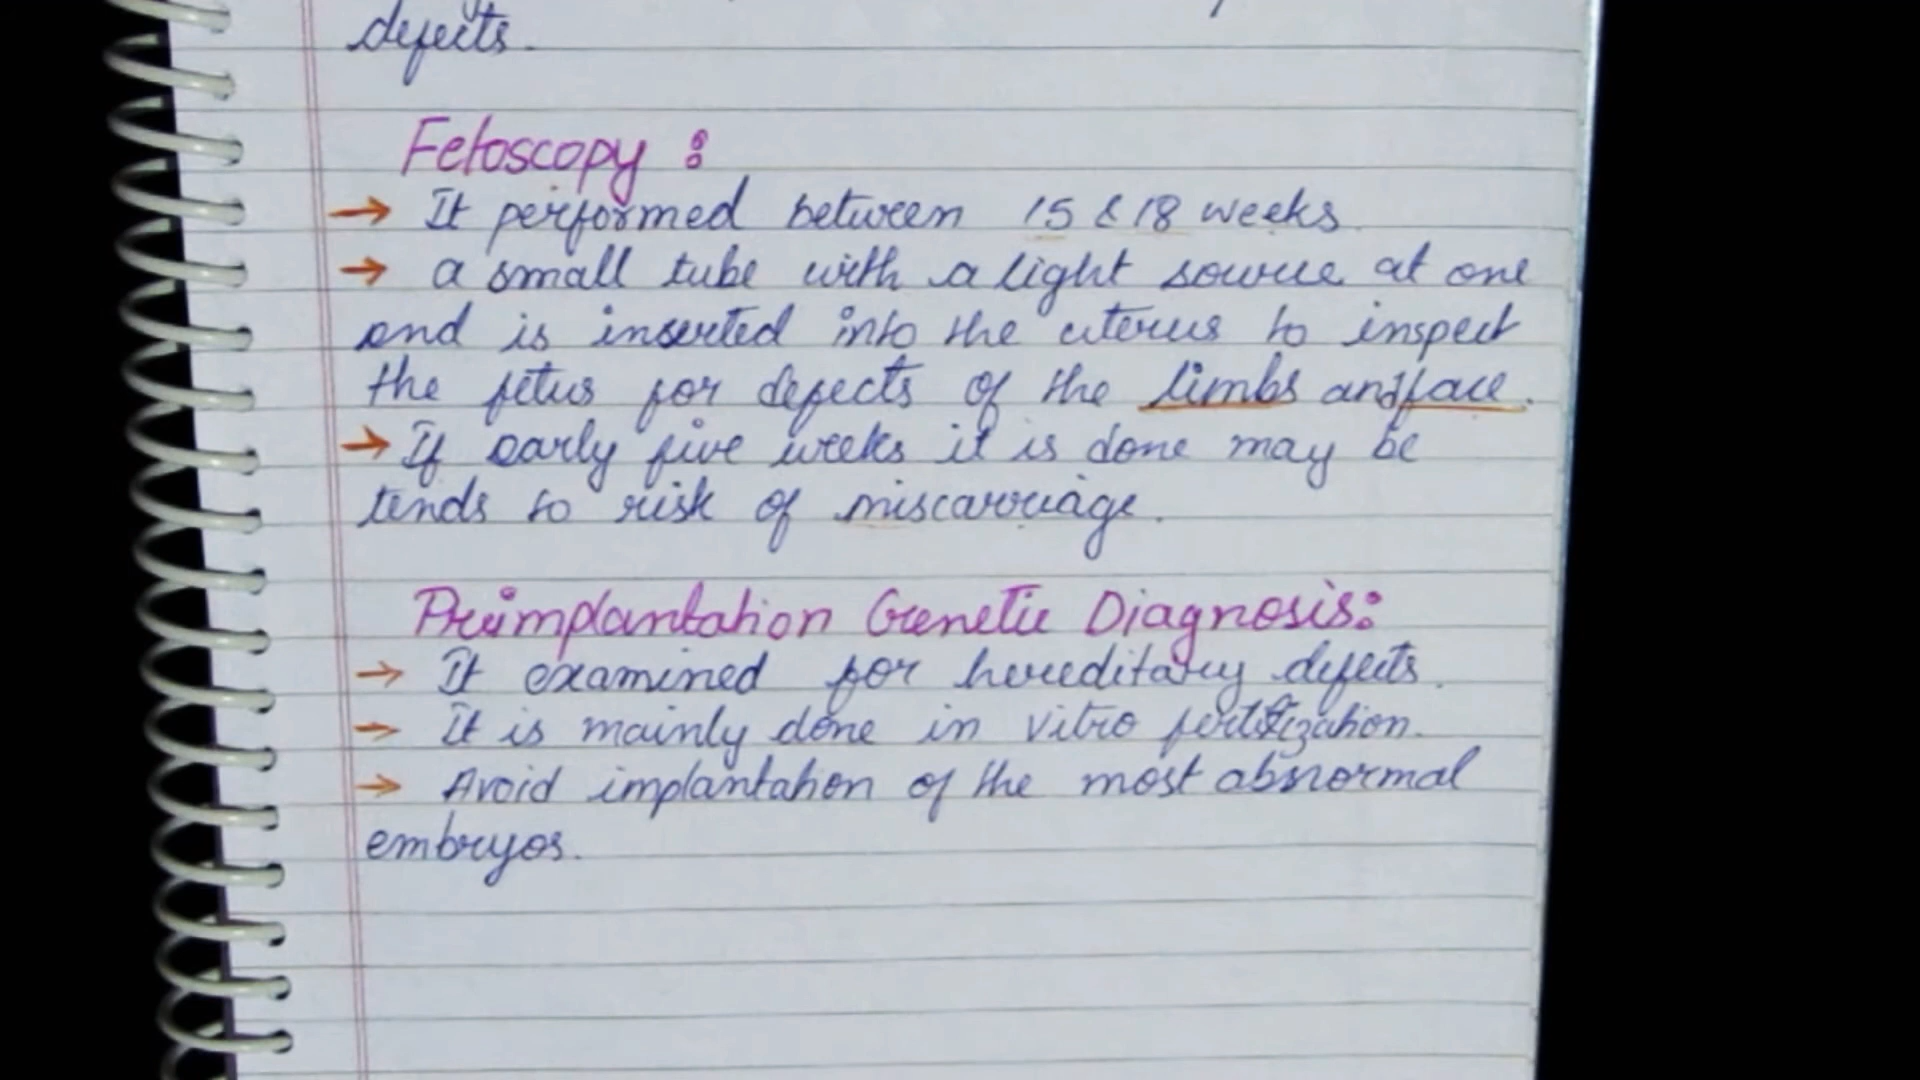 defects.
Fetoscopy :
→ It performed between 15 & 18 weeks
→ a small tube with a light source at one
end is inserted into the uterus to inspect
the fetus for defects of the limbs and face.
→ If early five weeks it is done may be
tends to risk of miscarriage.
Preimplantation Genetic Diagnosis:
→ It examined for hereditary defects.
→ It is mainly done in vitro fertilization.
→ Avoid implantation of the most abnormal
embryos.